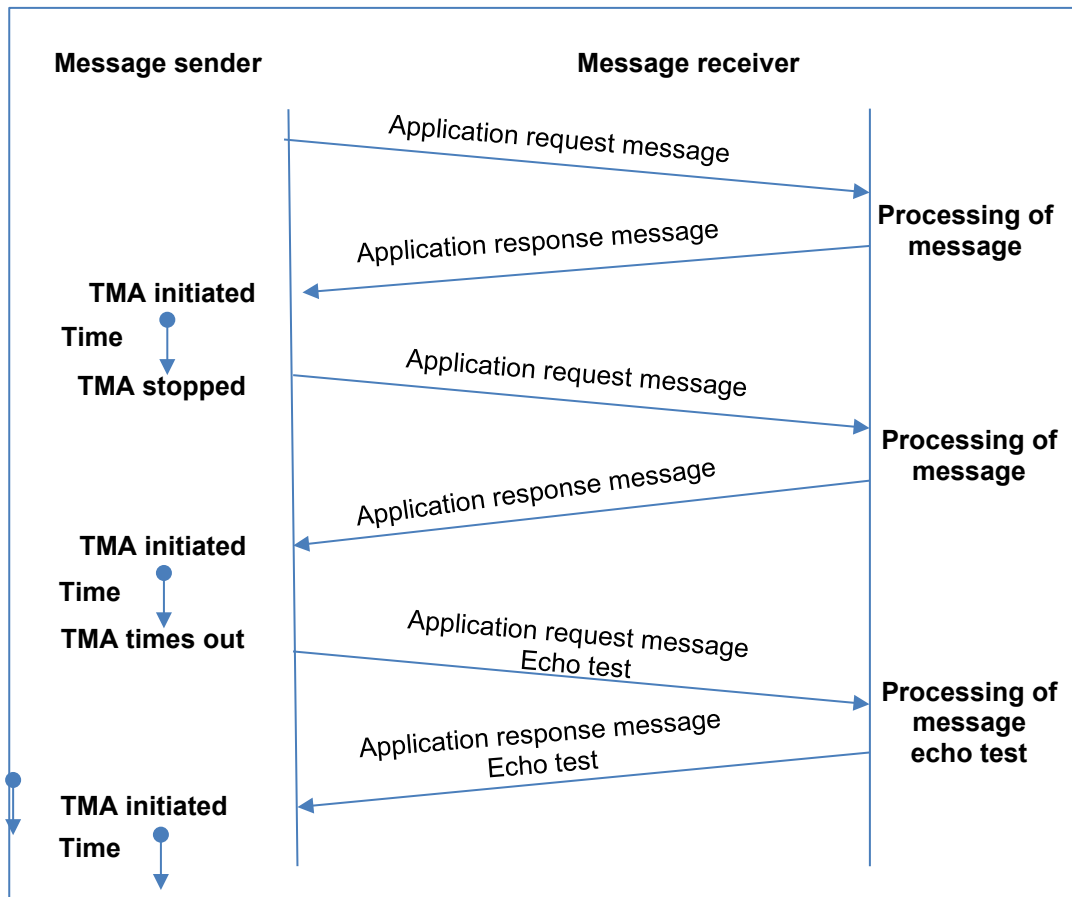 Message sender
Message receiver
Application request message
Processing of
message
Application response message
TMA initiated
Time
Application request message
TMA stopped
Processing of
message
Application response message
TMA initiated
Time
TMA times out
Application request message
Echo test
Processing of
message
echo test
Application response message
Echo test
TMA initiated
Time